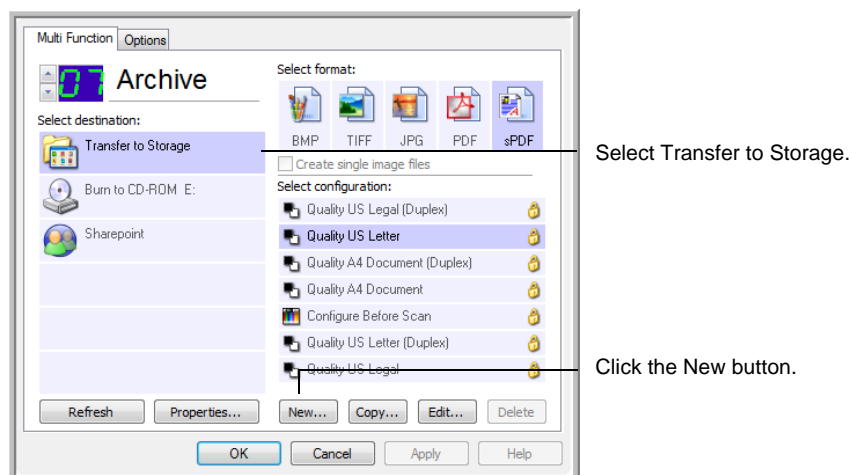 Multi Function
Options
07
Archive
Select destination:
Transfer to Storage
Burn to CD-ROM E:
Sharepoint
Select format:
BMP TIFF JPG PDF sPDF
Create single image files
Select configuration:
Quality US Legal (Duplex)
Quality US Letter
Quality A4 Document (Duplex)
Quality A4 Document
Configure Before Scan
Quality US Letter (Duplex)
Quality US Legal
Refresh Properties... New... Copy... Edit... Delete
OK Cancel Apply Help
Select Transfer to Storage.
Click the New button.